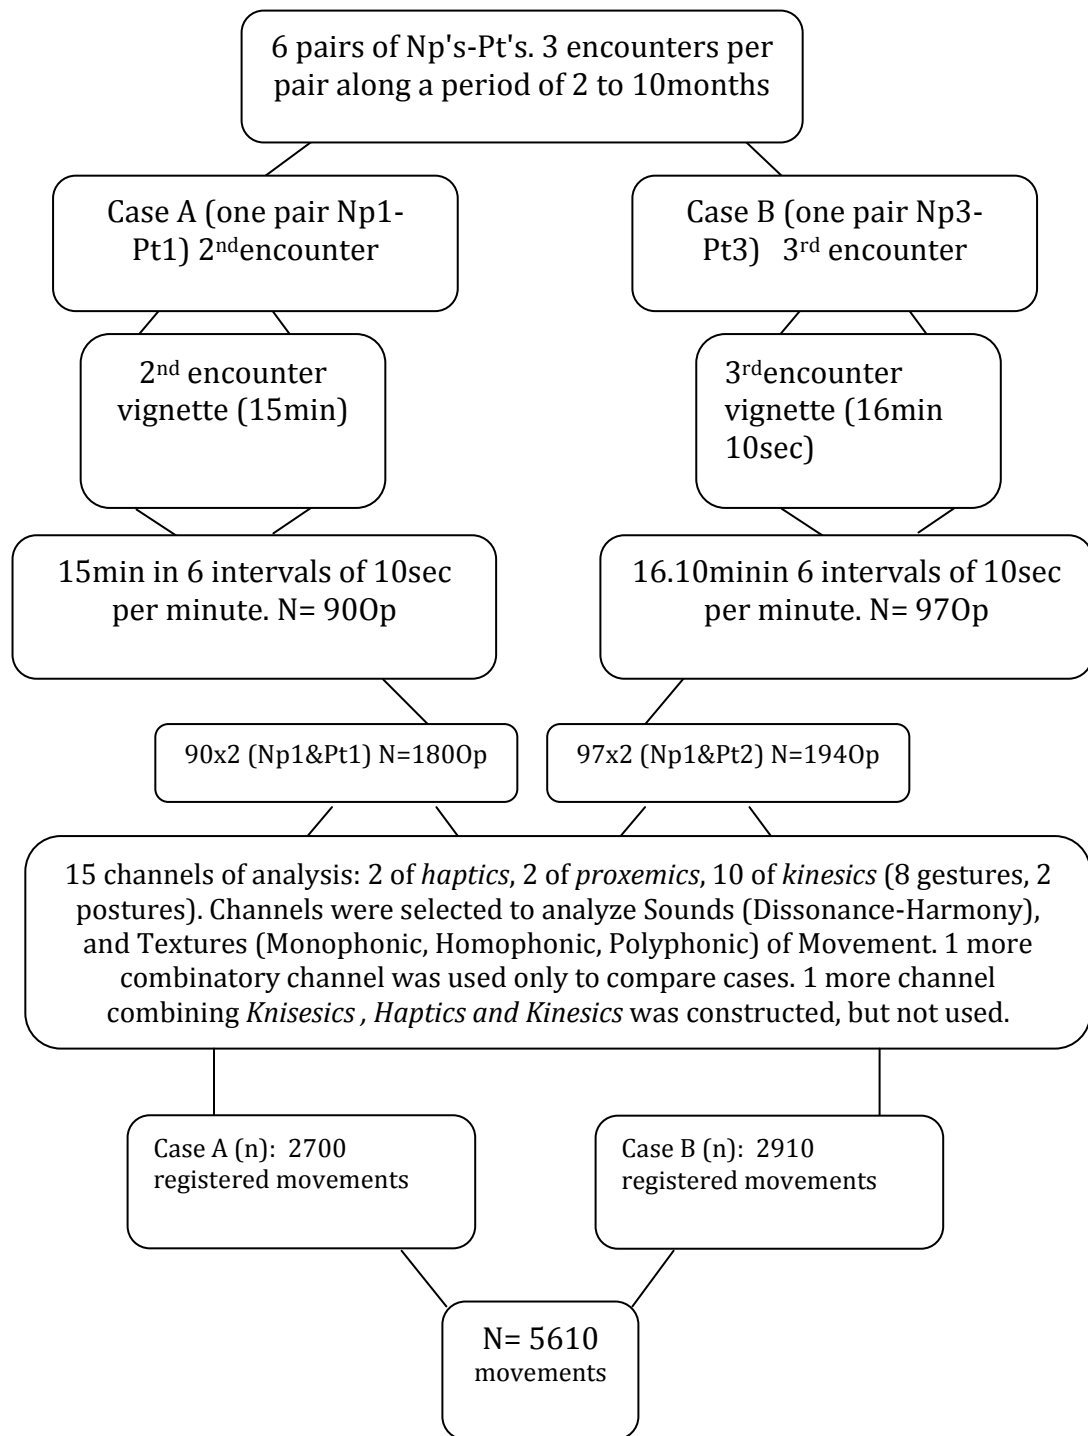 6 pairs of Np's-Pt's. 3 encounters per
pair along a period of 2 to 10months
Case A (one pair Np1-
Pt1) 2ndencounter
Case B (one pair Np3-
Pt3) 3rd encounter
2nd encounter
vignette (15min)
3rdencounter
vignette (16min
10sec)
15min in 6 intervals of 10sec
per minute. N= 90Op
16.10minin 6 intervals of 10sec
per minute. N= 97Op
90x2 (Np1&Pt1) N=180Op
97x2 (Np1&Pt2) N=194Op
15 channels of analysis: 2 of haptics, 2 of proxemics, 10 of kinesics (8 gestures, 2
postures). Channels were selected to analyze Sounds (Dissonance-Harmony),
and Textures (Monophonic, Homophonic, Polyphonic) of Movement. 1 more
combinatory channel was used only to compare cases. 1 more channel
combining Knisesics , Haptics and Kinesics was constructed, but not used.
Case A (n): 2700
registered movements
Case B (n): 2910
registered movements
N= 5610
movements